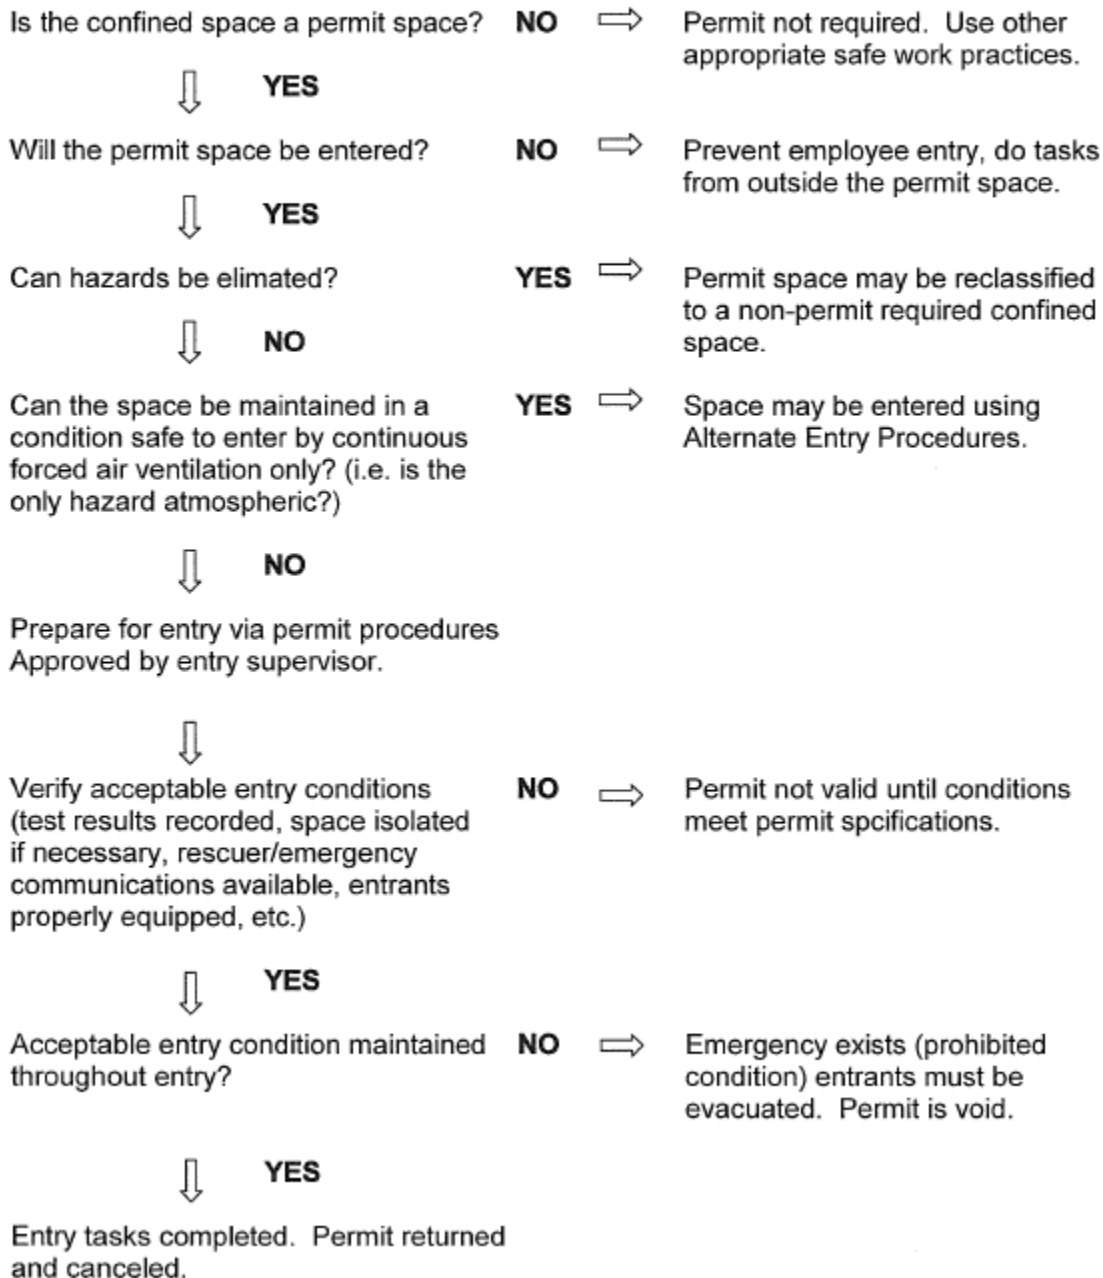 Is the confined space a permit space? NO Permit not required. Use other
appropriate safe work practices.
YES
Will the permit space be entered? NO Prevent employee entry, do tasks
from outside the permit space.
YES
Can hazards be elimated? YES Permit space may be reclassified
to a non-permit required confined
space.
NO
Can the space be maintained in a YES Space may be entered using
condition safe to enter by continuous Alternate Entry Procedures.
forced air ventilation only? (i.e. is the
only hazard atmospheric?)
NO
Prepare for entry via permit procedures
Approved by entry supervisor.
Verify acceptable entry conditions NO Permit not valid until conditions
(test results recorded, space isolated meet permit spcifications.
if necessary, rescuer/emergency
communications available, entrants
properly equipped, etc.)
YES
Acceptable entry condition maintained NO Emergency exists (prohibited
throughout entry? condition) entrants must be
evacuated. Permit is void.
YES
Entry tasks completed. Permit returned
and canceled.